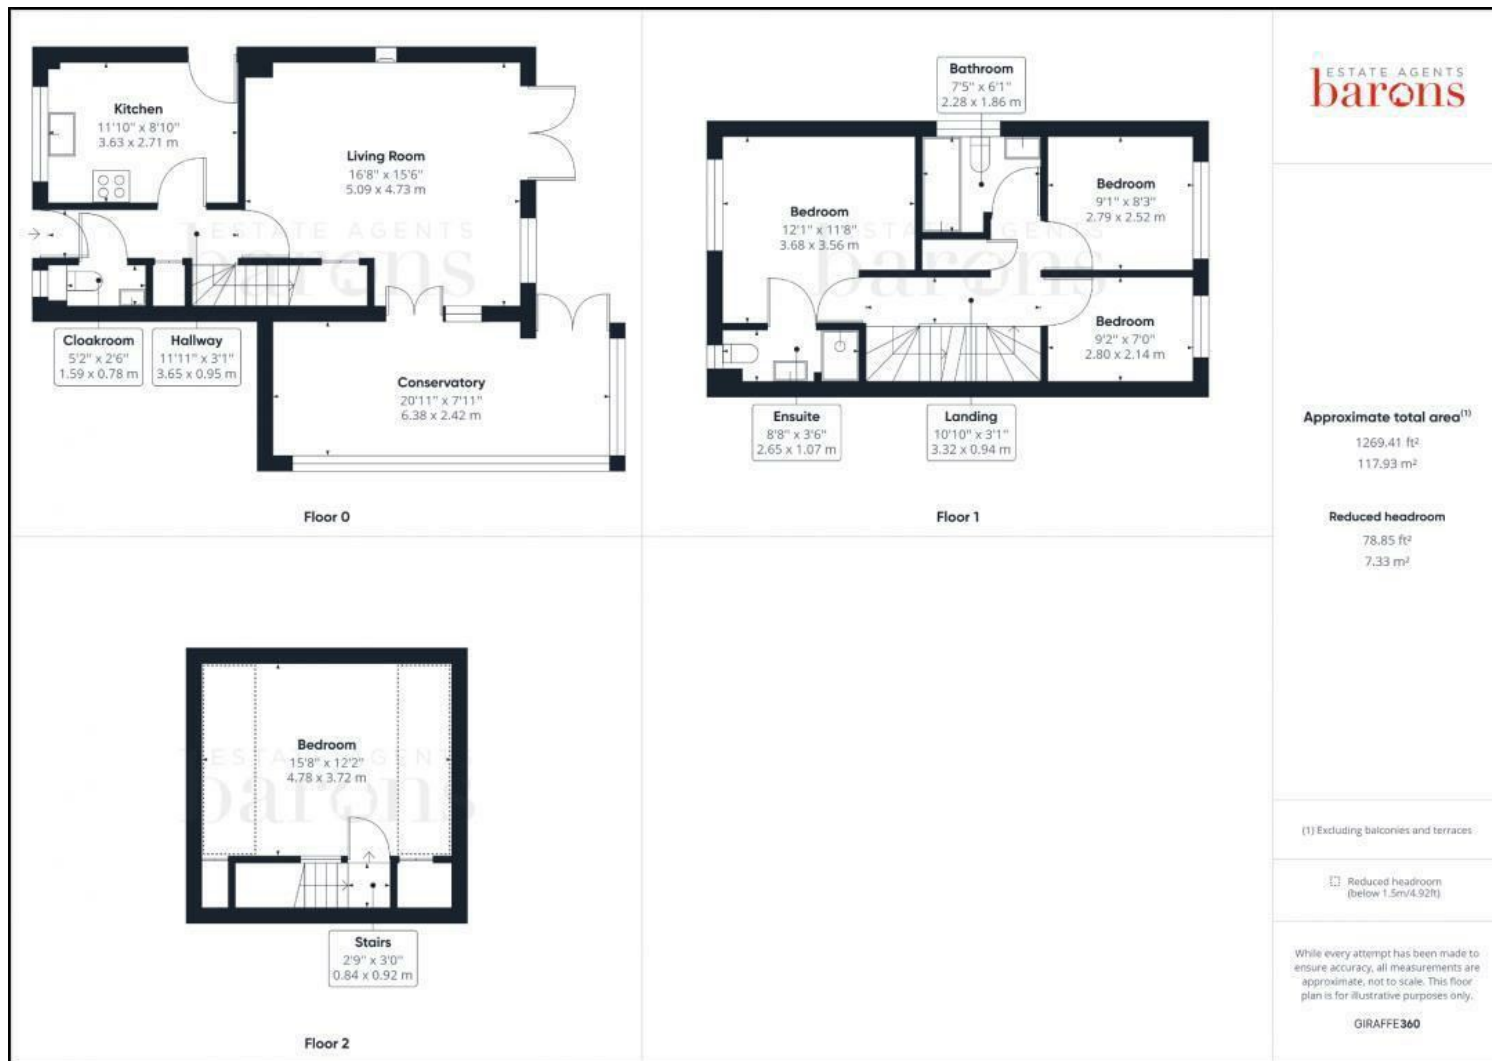 Kitchen
11'10" x 8'10"
3.63 x 2.71 m
Living Room
16'8" x 15'6"
5.09 x 4.73 m
ESTATE AGENTS
barons
Cloakroom
5'2" x 2'6"
1.59 x 0.78 m
Hallway
11'11" x 3'1"
3.65 x 0.95 m
Conservatory
20'11" x 7'11"
6.38 x 2.42 m
Floor 0
Bathroom
7'5" x 6'1"
2.28 x 1.86 m
Bedroom
12'1" x 11'8"
3.68 x 3.56 m
Bedroom
9'1" x 8'3"
2.79 x 2.52 m
ESTATE AGENTS
barons
Bedroom
9'2" x 7'0"
2.80 x 2.14 m
Ensuite
8'8" x 3'6"
2.65 x 1.07 m
Landing
10'10" x 3'1"
3.32 x 0.94 m
Floor 1
Bedroom
15'8" x 12'2"
4.78 x 3.72 m
ESTATE AGENTS
barons
Stairs
2'9" x 3'0"
0.84 x 0.92 m
Floor 2
ESTATE AGENTS
barons
Approximate total area(1)
1269.41 ft²
117.93 m²
Reduced headroom
78.85 ft²
7.33 m²
(1) Excluding balconies and terraces
Reduced headroom
(below 1.5m/4.92ft)
While every attempt has been made to
ensure accuracy, all measurements are
approximate, not to scale. This floor
plan is for illustrative purposes only.
GIRAFFE360